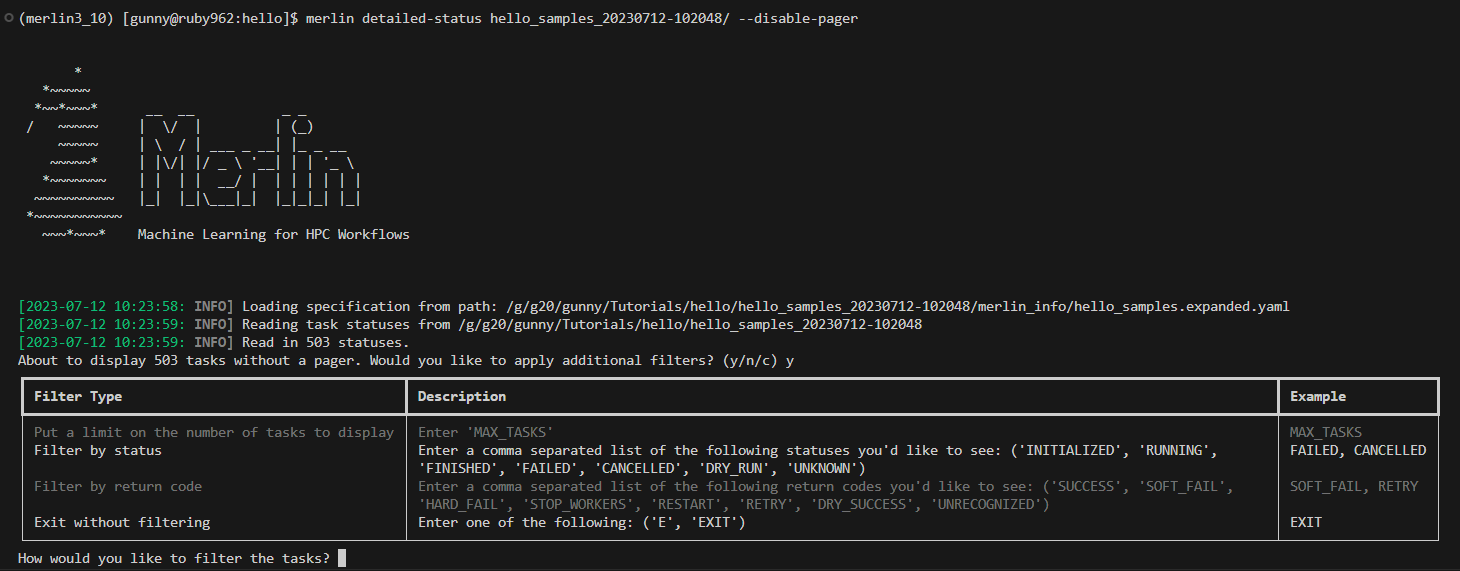 (merlin3_10) [gunny@ruby962:hello]$ merlin detailed-status hello_samples_20230712-102048/ --disable-pager
Merlin
Machine Learning for HPC Workflows
[2023-07-12 10:23:58: INFO] Loading specification from path: /g/g20/gunny/Tutorials/hello/hello_samples_20230712-102048/merlin_info/hello_samples.expanded.yaml
[2023-07-12 10:23:59: INFO] Reading task statuses from /g/g20/gunny/Tutorials/hello/hello_samples_20230712-102048
[2023-07-12 10:23:59: INFO] Read in 503 statuses.
About to display 503 tasks without a pager. Would you like to apply additional filters? (y/n/c) y
Filter Type Description Example
Put a limit on the number of tasks to display Enter 'MAX_TASKS' MAX_TASKS
Filter by status Enter a comma separated list of the following statuses you'd like to see: ('INITIALIZED', 'RUNNING', FAILED, CANCELLED
'FINISHED', 'FAILED', 'CANCELLED', 'DRY_RUN', 'UNKNOWN')
Filter by return code Enter a comma separated list of the following return codes you'd like to see: ('SUCCESS', 'SOFT_FAIL', SOFT_FAIL, RETRY
'HARD_FAIL', 'STOP_WORKERS', 'RESTART', 'RETRY', 'DRY_SUCCESS', 'UNRECOGNIZED')
Exit without filtering Enter one of the following: ('E', 'EXIT') EXIT
How would you like to filter the tasks?